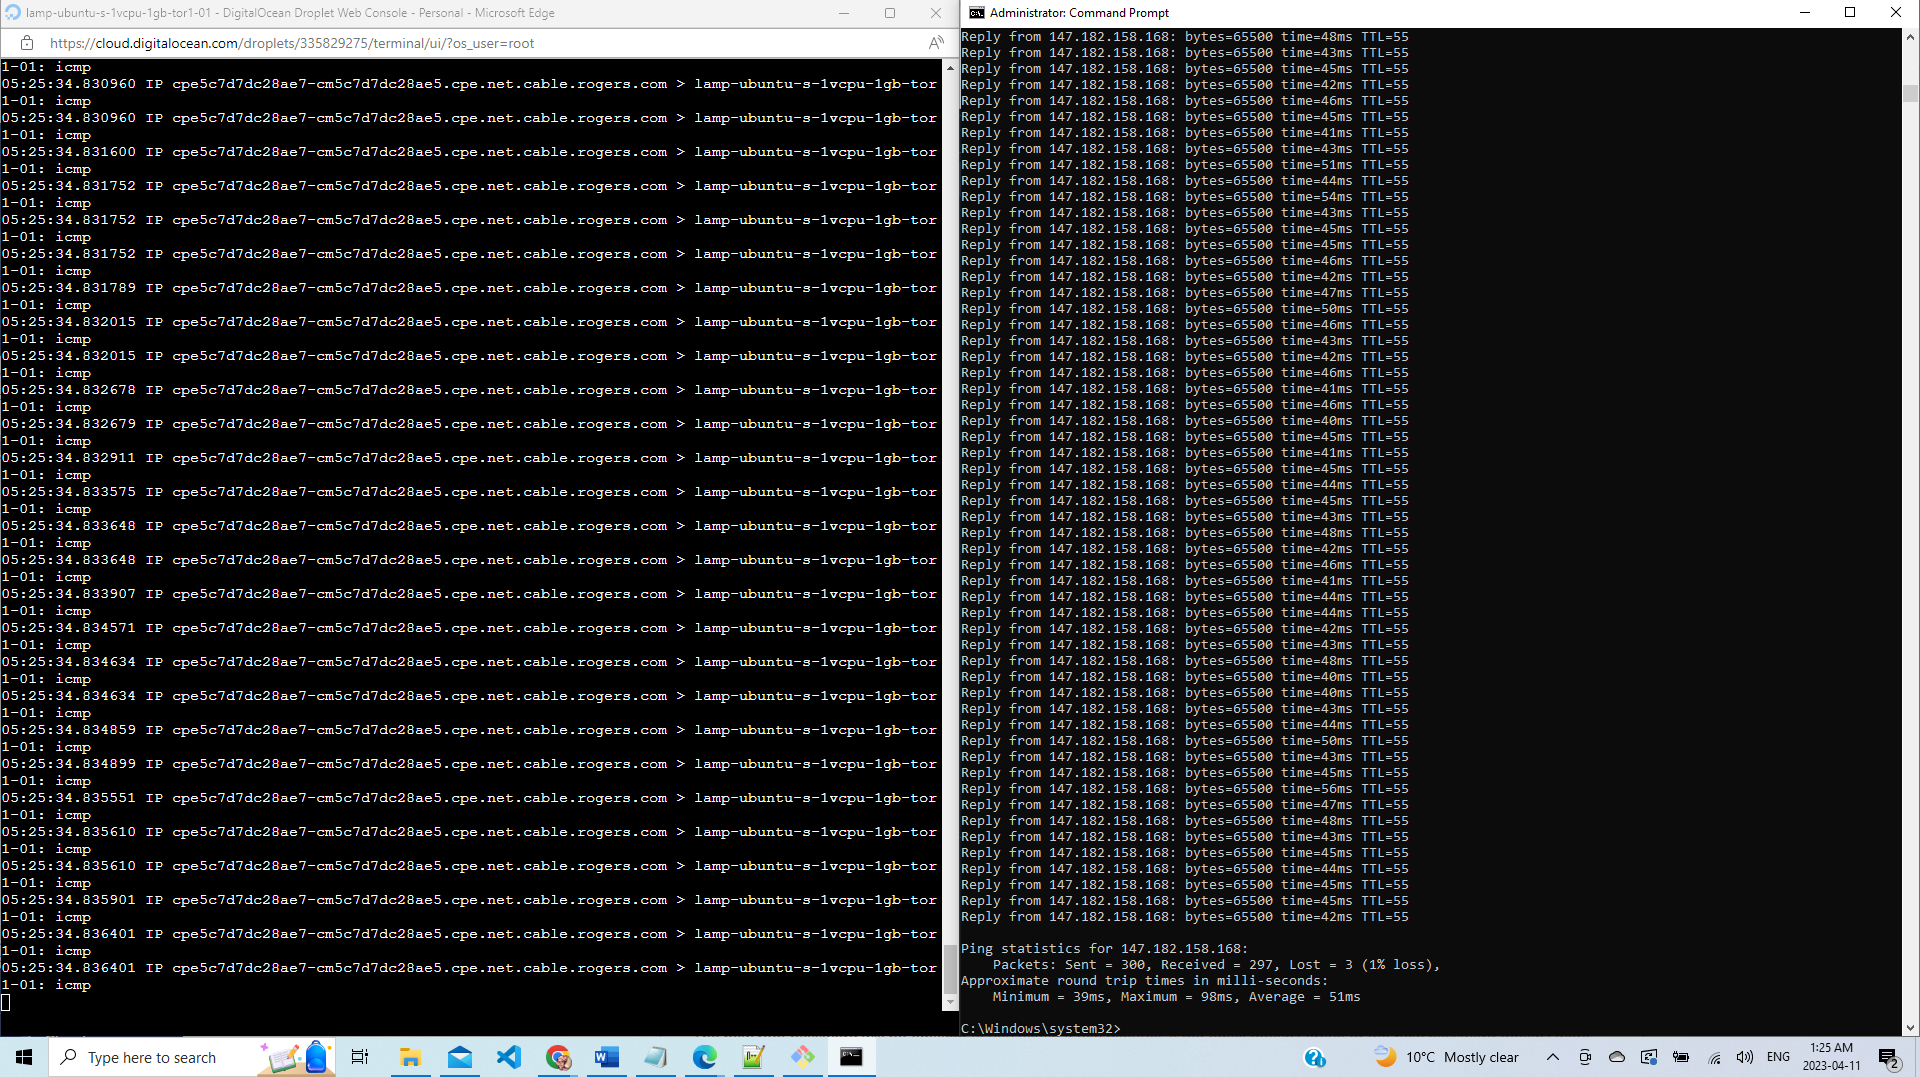 lamp-ubuntu-s-1vcpu-1gb-tor1-01 - DigitalOcean Droplet Web Console - Personal - Microsoft Edge
https://cloud.digitalocean.com/droplets/335829275/terminal/ui/?os_user=root
1-01: icmp
05:25:34.830960 IP cpe5c7d7dc28ae7-cm5c7d7dc28ae5.cpe.net.cable.rogers.com > lamp-ubuntu-s-1vcpu-1gb-tor
1-01: icmp
05:25:34.830960 IP cpe5c7d7dc28ae7-cm5c7d7dc28ae5.cpe.net.cable.rogers.com > lamp-ubuntu-s-1vcpu-1gb-tor
1-01: icmp
05:25:34.831600 IP cpe5c7d7dc28ae7-cm5c7d7dc28ae5.cpe.net.cable.rogers.com > lamp-ubuntu-s-1vcpu-1gb-tor
1-01: icmp
05:25:34.831752 IP cpe5c7d7dc28ae7-cm5c7d7dc28ae5.cpe.net.cable.rogers.com > lamp-ubuntu-s-1vcpu-1gb-tor
1-01: icmp
05:25:34.831752 IP cpe5c7d7dc28ae7-cm5c7d7dc28ae5.cpe.net.cable.rogers.com > lamp-ubuntu-s-1vcpu-1gb-tor
1-01: icmp
05:25:34.831752 IP cpe5c7d7dc28ae7-cm5c7d7dc28ae5.cpe.net.cable.rogers.com > lamp-ubuntu-s-1vcpu-1gb-tor
1-01: icmp
05:25:34.831789 IP cpe5c7d7dc28ae7-cm5c7d7dc28ae5.cpe.net.cable.rogers.com > lamp-ubuntu-s-1vcpu-1gb-tor
1-01: icmp
05:25:34.832015 IP cpe5c7d7dc28ae7-cm5c7d7dc28ae5.cpe.net.cable.rogers.com > lamp-ubuntu-s-1vcpu-1gb-tor
1-01: icmp
05:25:34.832015 IP cpe5c7d7dc28ae7-cm5c7d7dc28ae5.cpe.net.cable.rogers.com > lamp-ubuntu-s-1vcpu-1gb-tor
1-01: icmp
05:25:34.832678 IP cpe5c7d7dc28ae7-cm5c7d7dc28ae5.cpe.net.cable.rogers.com > lamp-ubuntu-s-1vcpu-1gb-tor
1-01: icmp
05:25:34.832679 IP cpe5c7d7dc28ae7-cm5c7d7dc28ae5.cpe.net.cable.rogers.com > lamp-ubuntu-s-1vcpu-1gb-tor
1-01: icmp
05:25:34.832911 IP cpe5c7d7dc28ae7-cm5c7d7dc28ae5.cpe.net.cable.rogers.com > lamp-ubuntu-s-1vcpu-1gb-tor
1-01: icmp
05:25:34.833575 IP cpe5c7d7dc28ae7-cm5c7d7dc28ae5.cpe.net.cable.rogers.com > lamp-ubuntu-s-1vcpu-1gb-tor
1-01: icmp
05:25:34.833648 IP cpe5c7d7dc28ae7-cm5c7d7dc28ae5.cpe.net.cable.rogers.com > lamp-ubuntu-s-1vcpu-1gb-tor
1-01: icmp
05:25:34.833648 IP cpe5c7d7dc28ae7-cm5c7d7dc28ae5.cpe.net.cable.rogers.com > lamp-ubuntu-s-1vcpu-1gb-tor
1-01: icmp
05:25:34.833907 IP cpe5c7d7dc28ae7-cm5c7d7dc28ae5.cpe.net.cable.rogers.com > lamp-ubuntu-s-1vcpu-1gb-tor
1-01: icmp
05:25:34.834571 IP cpe5c7d7dc28ae7-cm5c7d7dc28ae5.cpe.net.cable.rogers.com > lamp-ubuntu-s-1vcpu-1gb-tor
1-01: icmp
05:25:34.834634 IP cpe5c7d7dc28ae7-cm5c7d7dc28ae5.cpe.net.cable.rogers.com > lamp-ubuntu-s-1vcpu-1gb-tor
1-01: icmp
05:25:34.834634 IP cpe5c7d7dc28ae7-cm5c7d7dc28ae5.cpe.net.cable.rogers.com > lamp-ubuntu-s-1vcpu-1gb-tor
1-01: icmp
05:25:34.834859 IP cpe5c7d7dc28ae7-cm5c7d7dc28ae5.cpe.net.cable.rogers.com > lamp-ubuntu-s-1vcpu-1gb-tor
1-01: icmp
05:25:34.834899 IP cpe5c7d7dc28ae7-cm5c7d7dc28ae5.cpe.net.cable.rogers.com > lamp-ubuntu-s-1vcpu-1gb-tor
1-01: icmp
05:25:34.835551 IP cpe5c7d7dc28ae7-cm5c7d7dc28ae5.cpe.net.cable.rogers.com > lamp-ubuntu-s-1vcpu-1gb-tor
1-01: icmp
05:25:34.835610 IP cpe5c7d7dc28ae7-cm5c7d7dc28ae5.cpe.net.cable.rogers.com > lamp-ubuntu-s-1vcpu-1gb-tor
1-01: icmp
05:25:34.835610 IP cpe5c7d7dc28ae7-cm5c7d7dc28ae5.cpe.net.cable.rogers.com > lamp-ubuntu-s-1vcpu-1gb-tor
1-01: icmp
05:25:34.835901 IP cpe5c7d7dc28ae7-cm5c7d7dc28ae5.cpe.net.cable.rogers.com > lamp-ubuntu-s-1vcpu-1gb-tor
1-01: icmp
05:25:34.836401 IP cpe5c7d7dc28ae7-cm5c7d7dc28ae5.cpe.net.cable.rogers.com > lamp-ubuntu-s-1vcpu-1gb-tor
1-01: icmp
05:25:34.836401 IP cpe5c7d7dc28ae7-cm5c7d7dc28ae5.cpe.net.cable.rogers.com > lamp-ubuntu-s-1vcpu-1gb-tor
1-01: icmp
Administrator: Command Prompt
Reply from 147.182.158.168: bytes=65500 time=48ms TTL=55
Reply from 147.182.158.168: bytes=65500 time=43ms TTL=55
Reply from 147.182.158.168: bytes=65500 time=45ms TTL=55
Reply from 147.182.158.168: bytes=65500 time=42ms TTL=55
Reply from 147.182.158.168: bytes=65500 time=46ms TTL=55
Reply from 147.182.158.168: bytes=65500 time=45ms TTL=55
Reply from 147.182.158.168: bytes=65500 time=41ms TTL=55
Reply from 147.182.158.168: bytes=65500 time=43ms TTL=55
Reply from 147.182.158.168: bytes=65500 time=51ms TTL=55
Reply from 147.182.158.168: bytes=65500 time=44ms TTL=55
Reply from 147.182.158.168: bytes=65500 time=54ms TTL=55
Reply from 147.182.158.168: bytes=65500 time=43ms TTL=55
Reply from 147.182.158.168: bytes=65500 time=45ms TTL=55
Reply from 147.182.158.168: bytes=65500 time=45ms TTL=55
Reply from 147.182.158.168: bytes=65500 time=46ms TTL=55
Reply from 147.182.158.168: bytes=65500 time=42ms TTL=55
Reply from 147.182.158.168: bytes=65500 time=47ms TTL=55
Reply from 147.182.158.168: bytes=65500 time=50ms TTL=55
Reply from 147.182.158.168: bytes=65500 time=46ms TTL=55
Reply from 147.182.158.168: bytes=65500 time=43ms TTL=55
Reply from 147.182.158.168: bytes=65500 time=42ms TTL=55
Reply from 147.182.158.168: bytes=65500 time=46ms TTL=55
Reply from 147.182.158.168: bytes=65500 time=41ms TTL=55
Reply from 147.182.158.168: bytes=65500 time=46ms TTL=55
Reply from 147.182.158.168: bytes=65500 time=40ms TTL=55
Reply from 147.182.158.168: bytes=65500 time=45ms TTL=55
Reply from 147.182.158.168: bytes=65500 time=41ms TTL=55
Reply from 147.182.158.168: bytes=65500 time=45ms TTL=55
Reply from 147.182.158.168: bytes=65500 time=44ms TTL=55
Reply from 147.182.158.168: bytes=65500 time=45ms TTL=55
Reply from 147.182.158.168: bytes=65500 time=43ms TTL=55
Reply from 147.182.158.168: bytes=65500 time=48ms TTL=55
Reply from 147.182.158.168: bytes=65500 time=42ms TTL=55
Reply from 147.182.158.168: bytes=65500 time=46ms TTL=55
Reply from 147.182.158.168: bytes=65500 time=41ms TTL=55
Reply from 147.182.158.168: bytes=65500 time=44ms TTL=55
Reply from 147.182.158.168: bytes=65500 time=44ms TTL=55
Reply from 147.182.158.168: bytes=65500 time=42ms TTL=55
Reply from 147.182.158.168: bytes=65500 time=43ms TTL=55
Reply from 147.182.158.168: bytes=65500 time=48ms TTL=55
Reply from 147.182.158.168: bytes=65500 time=40ms TTL=55
Reply from 147.182.158.168: bytes=65500 time=40ms TTL=55
Reply from 147.182.158.168: bytes=65500 time=43ms TTL=55
Reply from 147.182.158.168: bytes=65500 time=44ms TTL=55
Reply from 147.182.158.168: bytes=65500 time=50ms TTL=55
Reply from 147.182.158.168: bytes=65500 time=43ms TTL=55
Reply from 147.182.158.168: bytes=65500 time=45ms TTL=55
Reply from 147.182.158.168: bytes=65500 time=56ms TTL=55
Reply from 147.182.158.168: bytes=65500 time=47ms TTL=55
Reply from 147.182.158.168: bytes=65500 time=48ms TTL=55
Reply from 147.182.158.168: bytes=65500 time=43ms TTL=55
Reply from 147.182.158.168: bytes=65500 time=45ms TTL=55
Reply from 147.182.158.168: bytes=65500 time=44ms TTL=55
Reply from 147.182.158.168: bytes=65500 time=45ms TTL=55
Reply from 147.182.158.168: bytes=65500 time=45ms TTL=55
Reply from 147.182.158.168: bytes=65500 time=42ms TTL=55
Ping statistics for 147.182.158.168:
Packets: Sent = 300, Received = 297, Lost = 3 (1% loss),
Approximate round trip times in milli-seconds:
Minimum = 39ms, Maximum = 98ms, Average = 51ms
C:\Windows\system32>
Type here to search
10°C Mostly clear
ENG
1:25 AM
2023-04-11
2